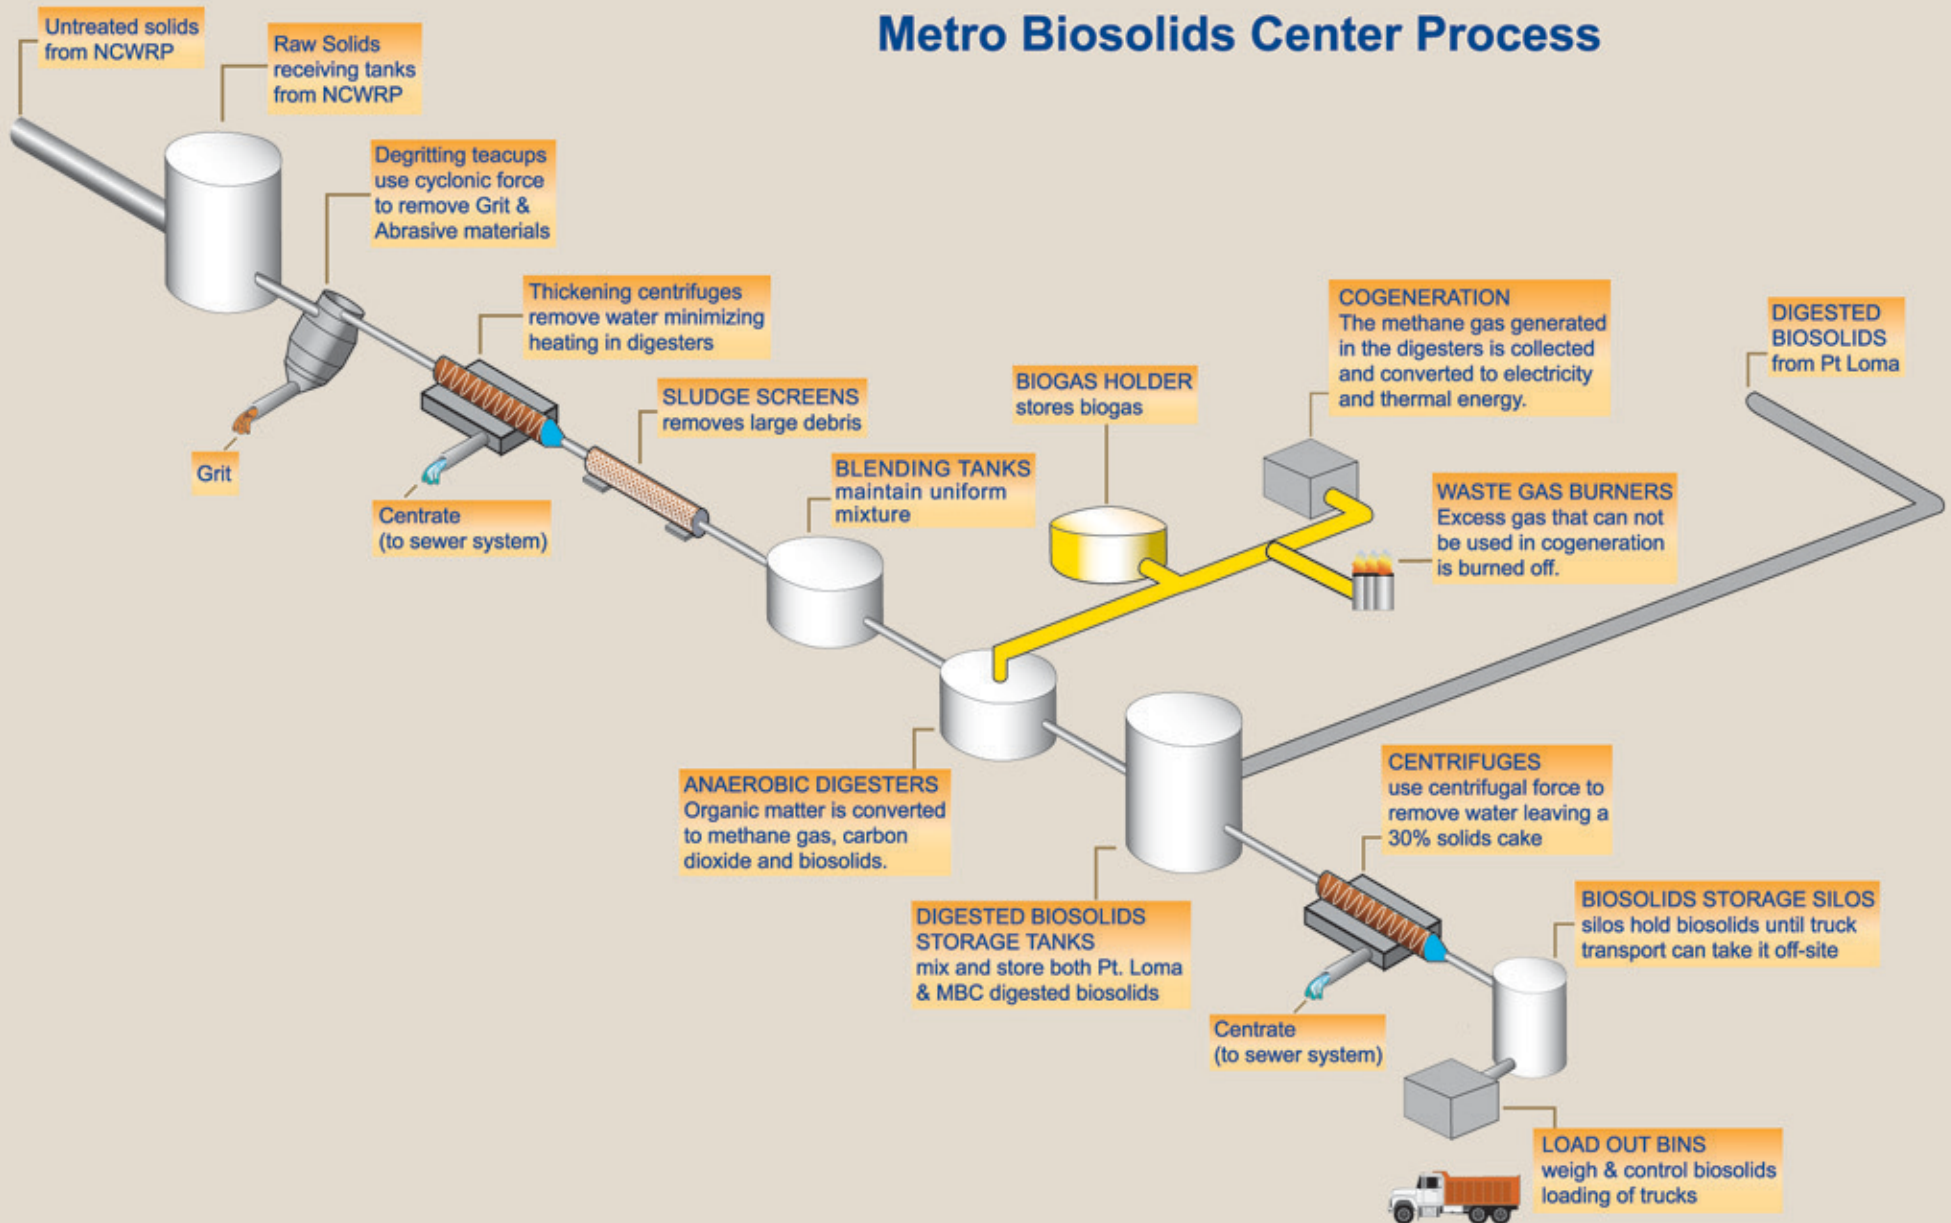 Metro Biosolids Center Process
Untreated solids
from NCWRP
Raw Solids
receiving tanks
from NCWRP
Degritting teacups
use cyclonic force
to remove Grit &
Abrasive materials
Grit
Thickening centrifuges
remove water minimizing
heating in digesters
Centrate
(to sewer system)
SLUDGE SCREENS
removes large debris
BLENDING TANKS
maintain uniform
mixture
BIOGAS HOLDER
stores biogas
COGENERATION
The methane gas generated
in the digesters is collected
and converted to electricity
and thermal energy.
WASTE GAS BURNERS
Excess gas that can not
be used in cogeneration
is burned off.
DIGESTED
BIOSOLIDS
from Pt Loma
ANAEROBIC DIGESTERS
Organic matter is converted
to methane gas, carbon
dioxide and biosolids.
DIGESTED BIOSOLIDS
STORAGE TANKS
mix and store both Pt. Loma
& MBC digested biosolids
CENTRIFUGES
use centrifugal force to
remove water leaving a
30% solids cake
Centrate
(to sewer system)
BIOSOLIDS STORAGE SILOS
silos hold biosolids until truck
transport can take it off-site
LOAD OUT BINS
weigh & control biosolids
loading of trucks